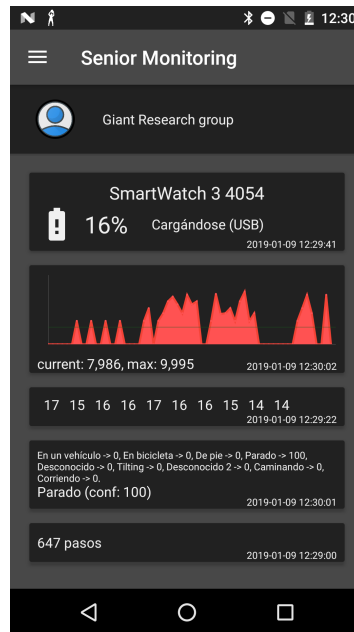 12:30
Senior Monitoring
Giant Research group
SmartWatch 3 4054
16% Cargándose (USB)
2019-01-09 12:29:41
current: 7,986, max: 9,995
2019-01-09 12:30:02
17 15 16 16 17 16 16 15 14 14
2019-01-09 12:29:22
En un vehículo -> 0, En bicicleta -> 0, De pie -> 0, Parado -> 100,
Desconocido -> 0, Tilting -> 0, Desconocido 2 -> 0, Caminando -> 0,
Corriendo -> 0.
Parado (conf: 100)
2019-01-09 12:30:01
647 pasos
2019-01-09 12:29:00